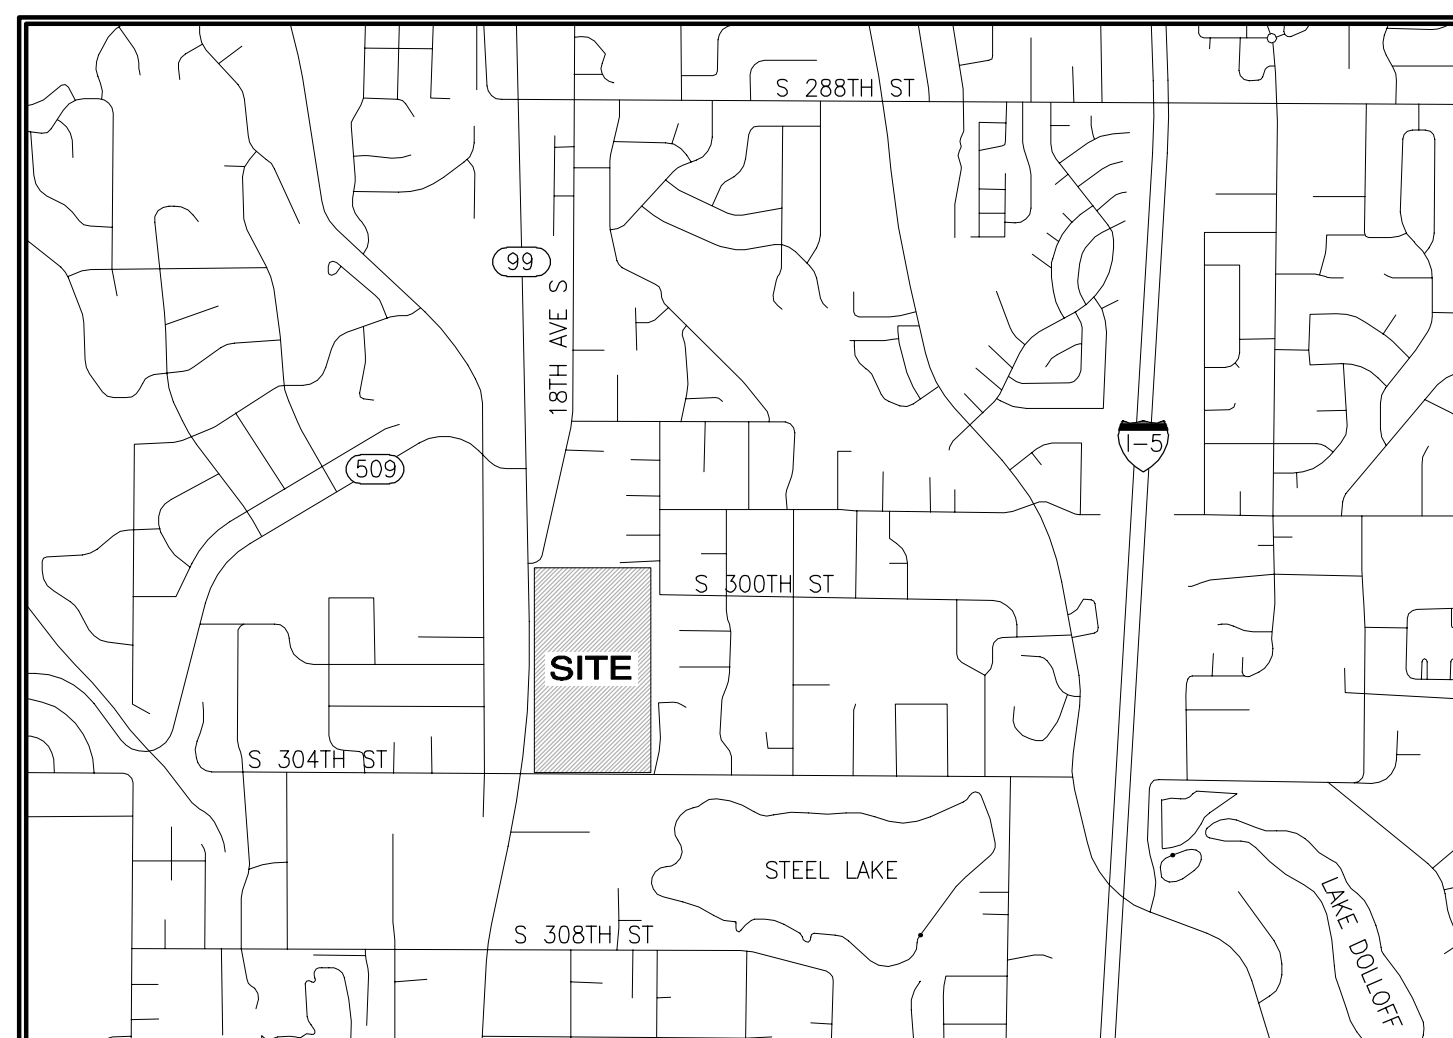 S 288TH ST
99
18TH AVE S
I-5
509
S 300TH ST
SITE
S 304TH ST
STEEL LAKE
LAKE DOLLOFF
S 308TH ST